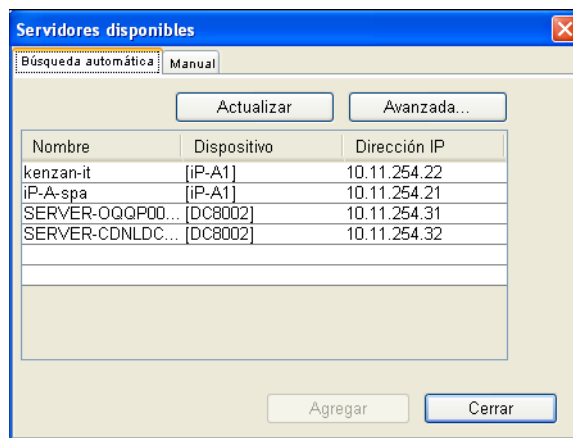 Servidores disponibles
Búsqueda automática Manual
Actualizar Avanzada...
Nombre Dispositivo Dirección IP
kenzan-it [iP-A1] 10.11.254.22
iP-A-spa [iP-A1] 10.11.254.21
SERVER-OQQP00... [DC8002] 10.11.254.31
SERVER-CDNLDC... [DC8002] 10.11.254.32
Agregar Cerrar